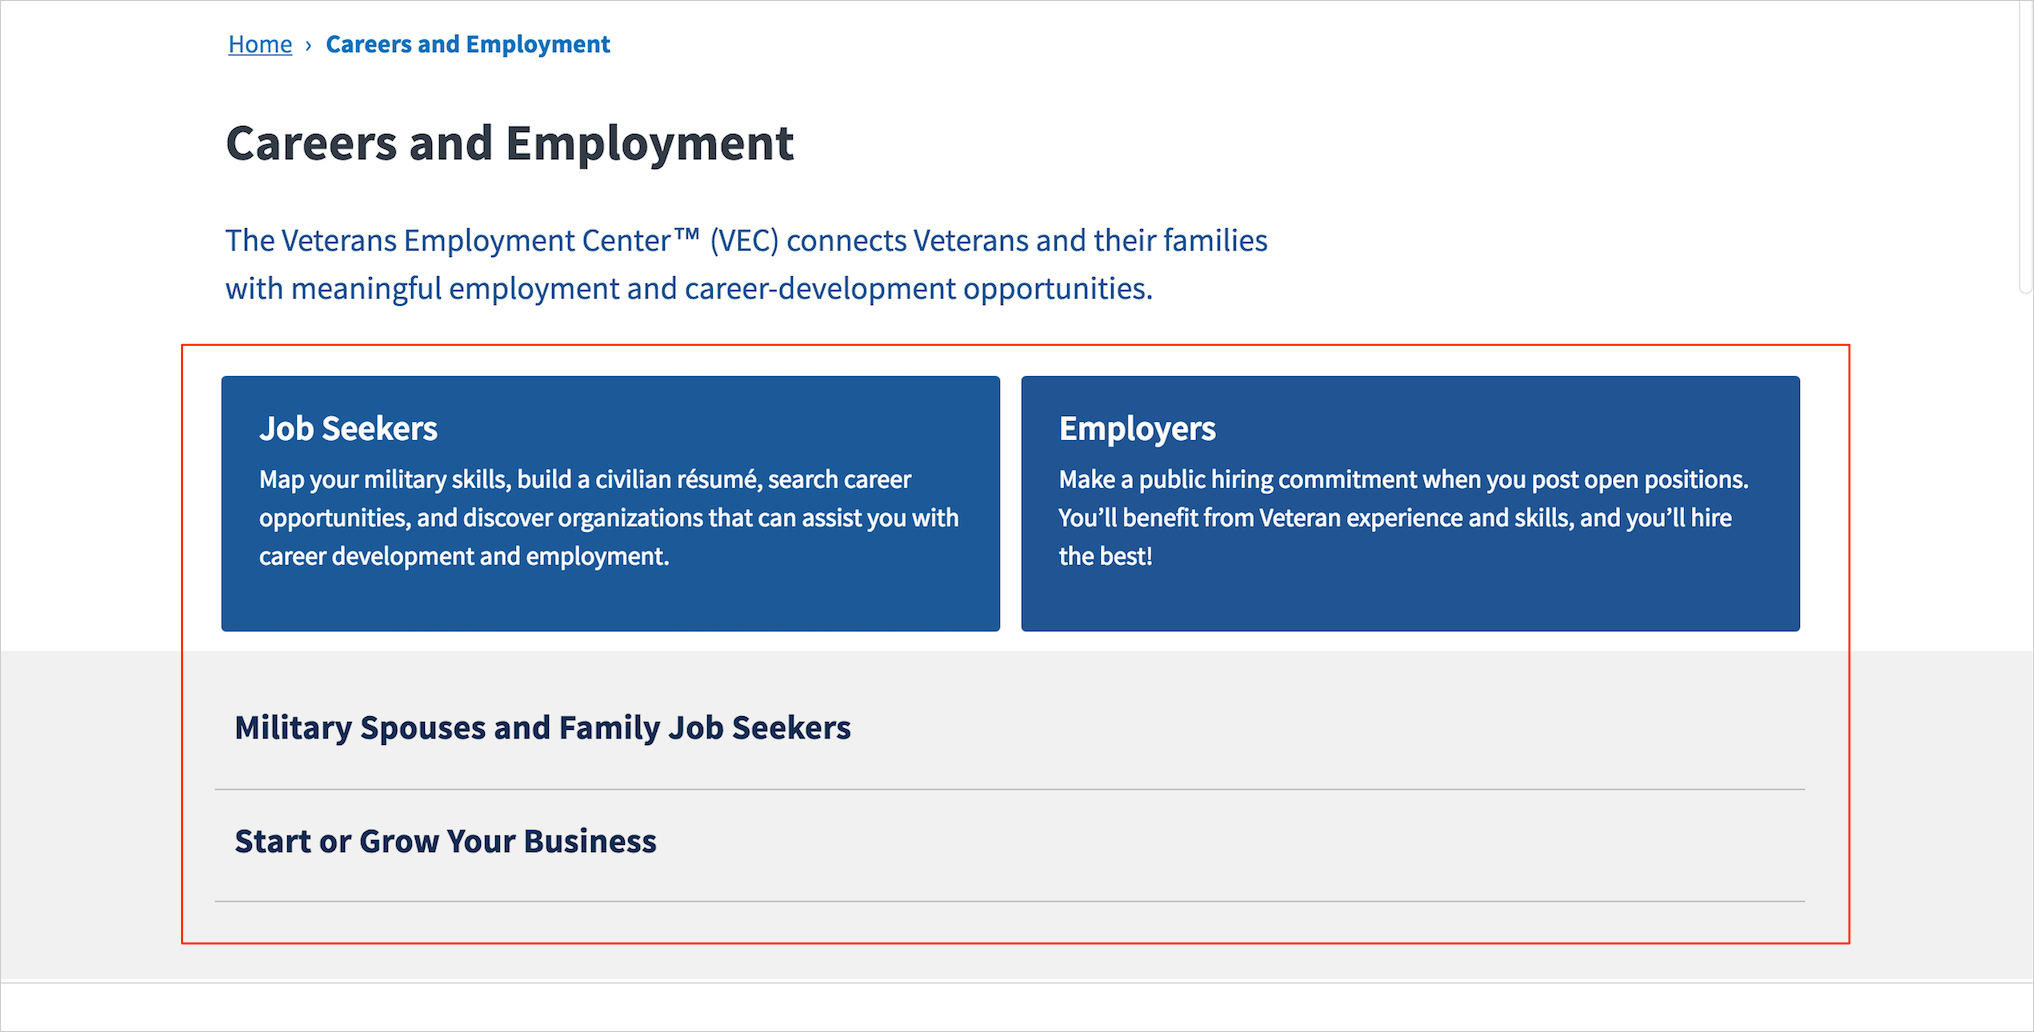 Home › Careers and Employment
Careers and Employment
The Veterans Employment Center™ (VEC) connects Veterans and their families
with meaningful employment and career-development opportunities.
Job Seekers
Map your military skills, build a civilian résumé, search career
opportunities, and discover organizations that can assist you with
career development and employment.
Employers
Make a public hiring commitment when you post open positions.
You’ll benefit from Veteran experience and skills, and you’ll hire
the best!
Military Spouses and Family Job Seekers
Start or Grow Your Business